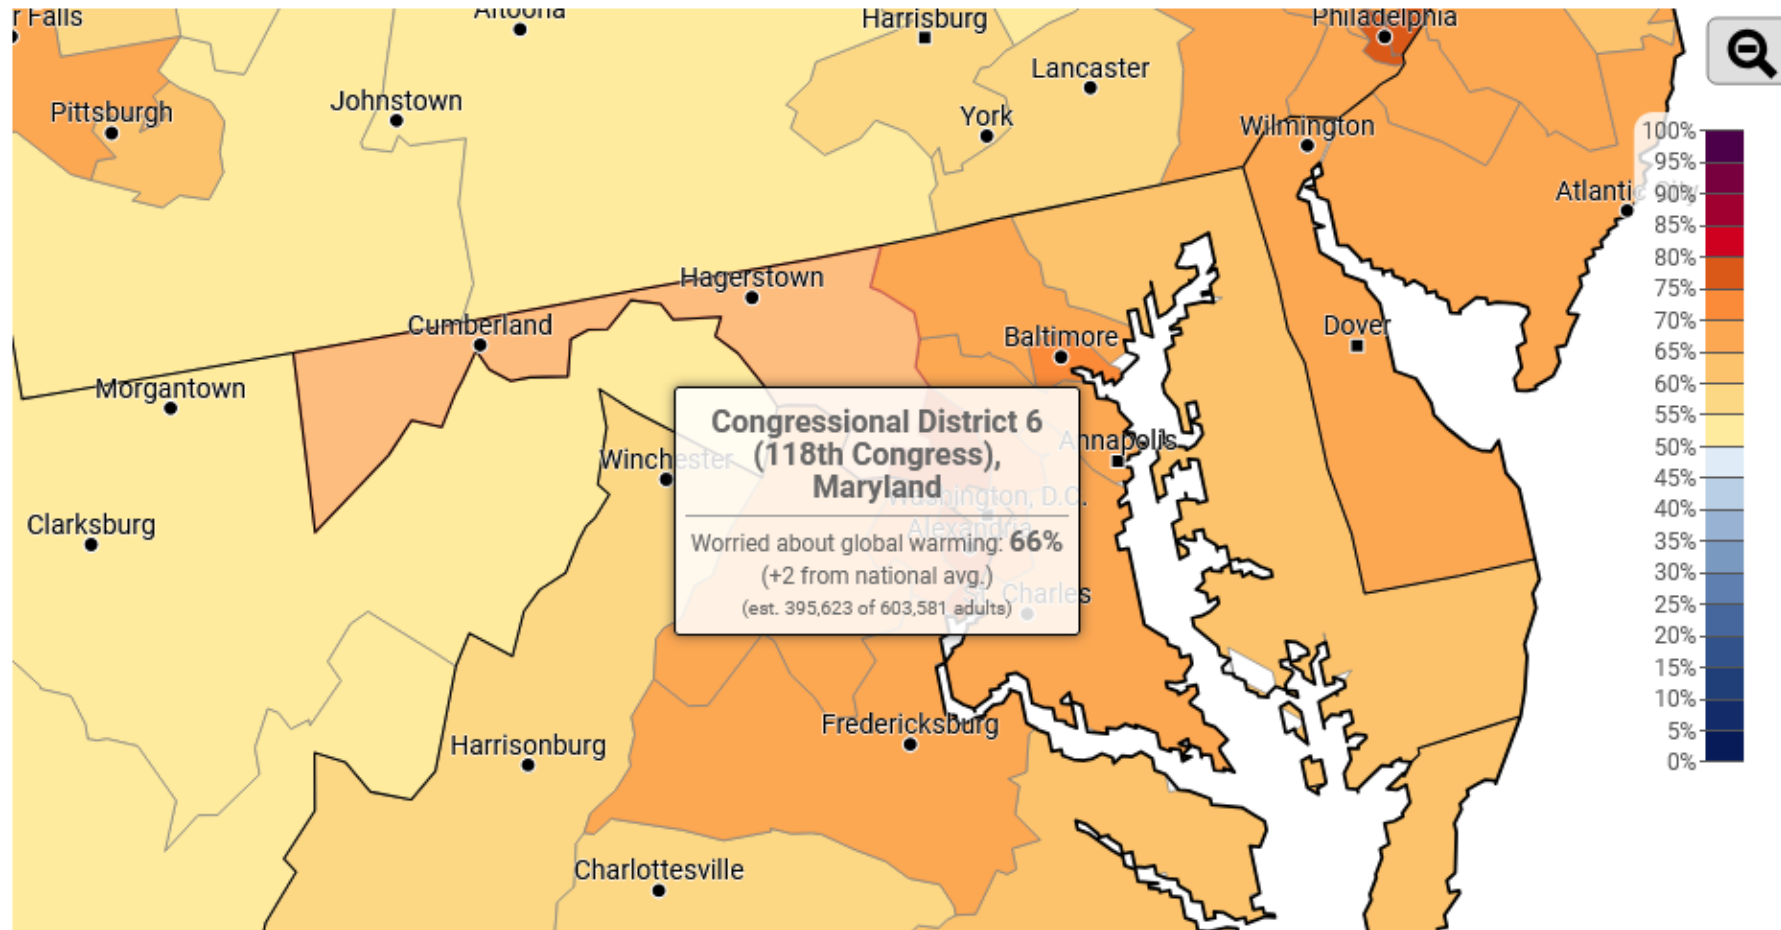 r Falls
Altoona
Harrisburg
Philadelphia
Lancaster
Pittsburgh
Johnstown
York
Wilmington
Atlantic City
Hagerstown
Cumberland
Baltimore
Dover
Morgantown
Winchester
Annapolis
Clarksburg
Washington, D.C.
Alexandria
St. Charles
Congressional District 6
(118th Congress),
Maryland
Worried about global warming: 66%
(+2 from national avg.)
(est. 395,623 of 603,581 adults)
Fredericksburg
Harrisonburg
Charlottesville
100%
95%
90%
85%
80%
75%
70%
65%
60%
55%
50%
45%
40%
35%
30%
25%
20%
15%
10%
5%
0%